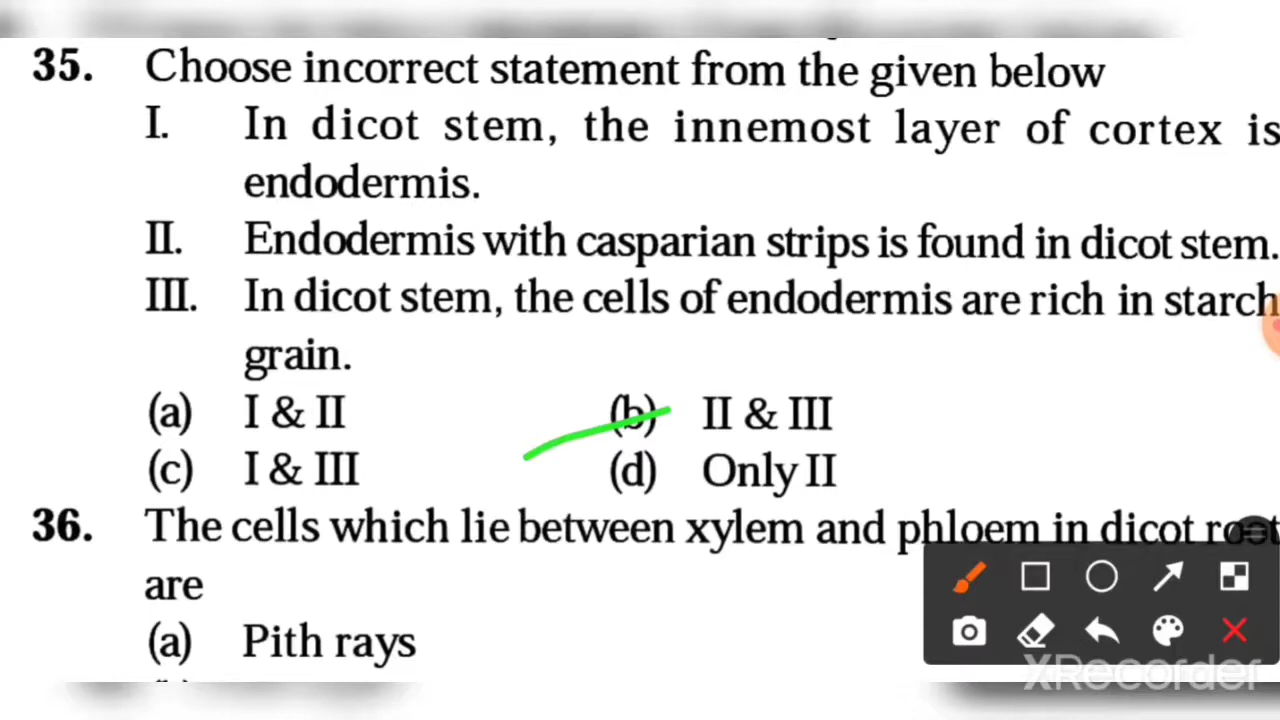 35. Choose incorrect statement from the given below
I. In dicot stem, the innemost layer of cortex is
endodermis.
II. Endodermis with casparian strips is found in dicot stem.
III. In dicot stem, the cells of endodermis are rich in starch
grain.
(a) I & II (b) II & III
(c) I & III (d) Only II
36. The cells which lie between xylem and phloem in dicot root
are
(a) Pith rays
XRecorder